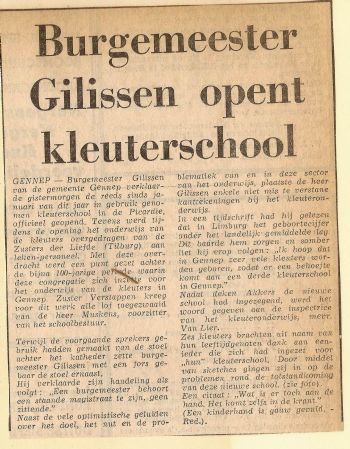 Burgemeester
Gilissen opent
kleuterschool
GENNEP — Burgemeester Gilissen
van de gemeente Gennep verklaar-
de gistermorgen de reeds sinds ja-
nuari van dit jaar in gebruik geno-
men kleuterschool in de Picardie,
officieel geopend. Tevens werd tij-
dens de opening het onderwijs van
de kleuters overgedragen van de
Zusters der Liefde (Tilburg) aan
leken-personeel. Met deze over-
dracht werd een punt gezet achter
de bijna 100-jarige periode waarin
deze congregatie zich inzette voor
het onderwijs van de kleuters in
Gennep. Zuster Verstappen kreeg
voor dit werk alle lof toegezwaaid
van de heer Muskens, voorzitter
van het schoolbestuur.
Terwijl de voorgaande sprekers ge-
bruik hadden gemaakt van de stoel
achter het katheder zette burge-
meester Gilissen met een fors ge-
baar de stoel echter.
Hij verklaarde zijn handeling als
volgt: „Een burgemeester behoort
een staande magistraat te zijn, geen
zittende."
Naast de vele optimistische geluiden
over het doel, het nut en de pro-
blematiek van en in deze sector
van het onderwijs, plaatste de heer
Gilissen enkele niet mis te verstane
kanttekeningen bij het kleuteron-
derwijs.
In een tijdschrift had hij gelezen
dat in Limburg het geboortecijfer
onder het landelijk gemiddelde lag.
Dit baarde hem zorgen en somber
liet hij erop volgen: „Ik hoop dat
in Gennep zeer vele kleuters wor-
den geboren, zodat er een behoefte
komt aan een derde kleuterschool
in Gennep."
Nadat deken Akkers de nieuwe
school had ingezegend, werd het
woord gegeven aan de inspectrice
van het kleuteronderwijs, mevr.
Van Lier.
Zes kleuters brachten uit naam van
hun leeftijdgenoten dank aan een-
ieder die zich had ingezet voor
„hun" kleuterschool. Door middel
van sketches gingen zij in op de
problemen rond de totstandkoming
van deze nieuwe school. (zie foto).
Een citaat: „Wat is er toch aan de
hand. Het komt zelfs in de krant."
(Een kinderhand is gauw gevuld, -
Red.).